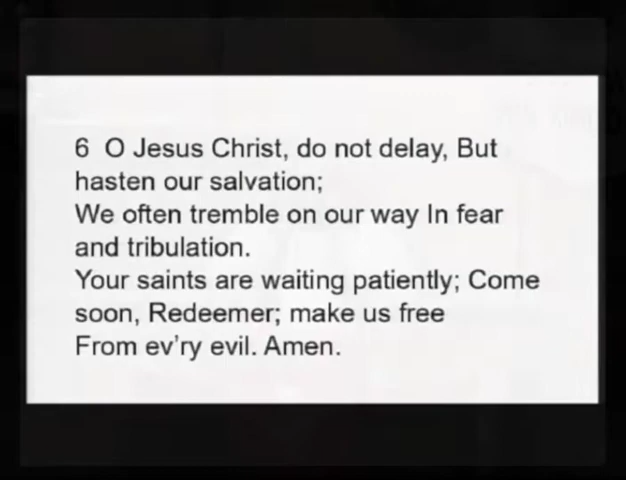 6 O Jesus Christ, do not delay, But
hasten our salvation;
We often tremble on our way In fear
and tribulation.
Your saints are waiting patiently; Come
soon, Redeemer; make us free
From ev'ry evil. Amen.